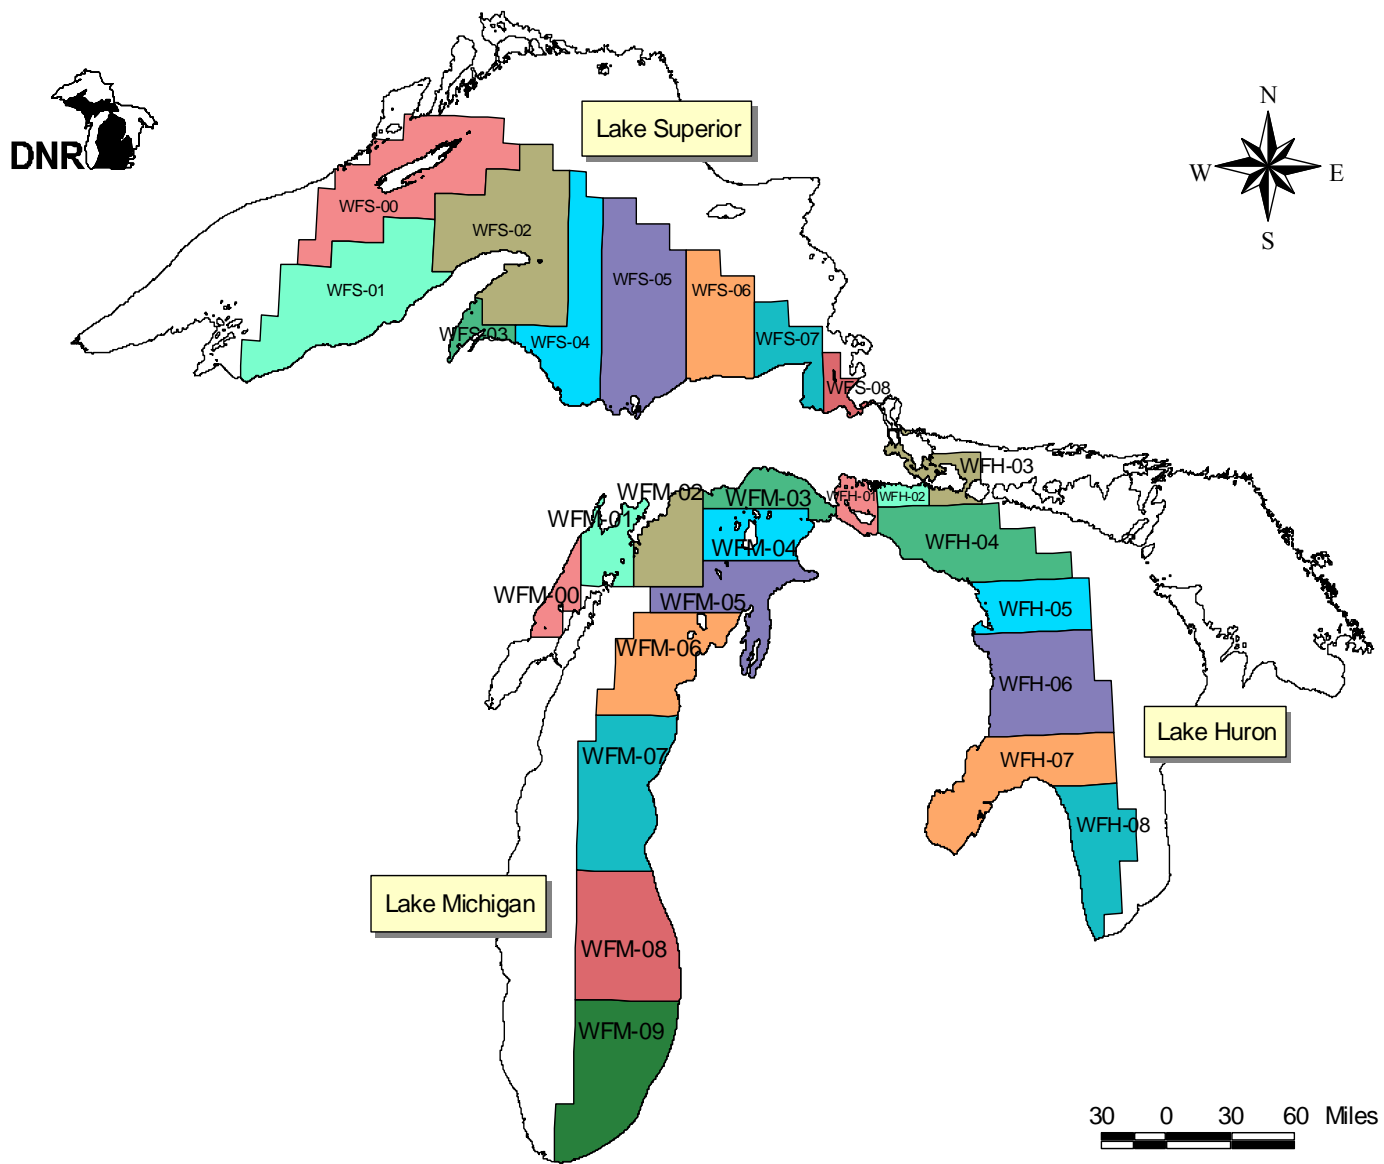 N
Lake Superior
DNR
W
E
S
WFS-00
WFS-02
WFS-01
WFS-05
WFS-06
WFS-03
WFS-04
WFS-07
WFS-08
WFH-03
WFM-02
WFM-03
WFH-01
WFH-02
WFM-01
WFM-04
WFH-04
WFM-00
WFM-05
WFH-05
WFM-06
WFH-06
Lake Huron
WFM-07
WFH-07
WFH-08
Lake Michigan
WFM-08
WFM-09
30 0 30 60 Miles